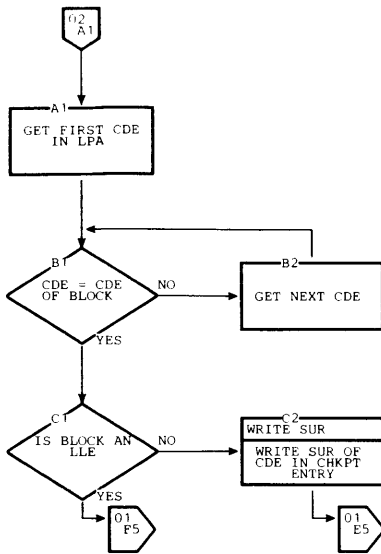 02
A1
A1
GET FIRST CDE
IN LPA
B1
CDE = CDE
OF BLOCK
NO
YES
B2
GET NEXT CDE
C1
IS BLOCK AN
LLE
NO
YES
C2
WRITE SUR
WRITE SUR OF
CDE IN CHKPT
ENTRY
01
F5
01
E5